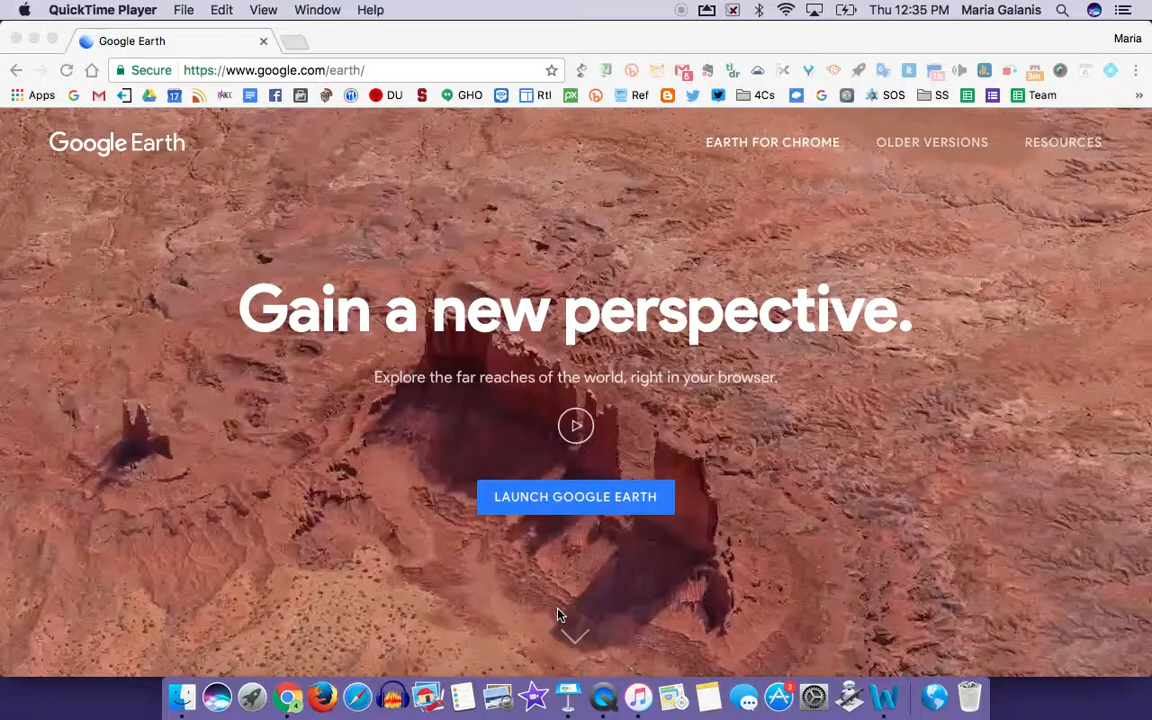 QuickTime Player File Edit View Window Help Thu 12:35 PM Maria Galanis
Google Earth Maria
Secure https://www.google.com/earth/
Apps DU GHO Rtl Ref 4Cs SOS SS Team »
Google Earth EARTH FOR CHROME OLDER VERSIONS RESOURCES
Gain a new perspective.
Explore the far reaches of the world, right in your browser.
LAUNCH GOOGLE EARTH